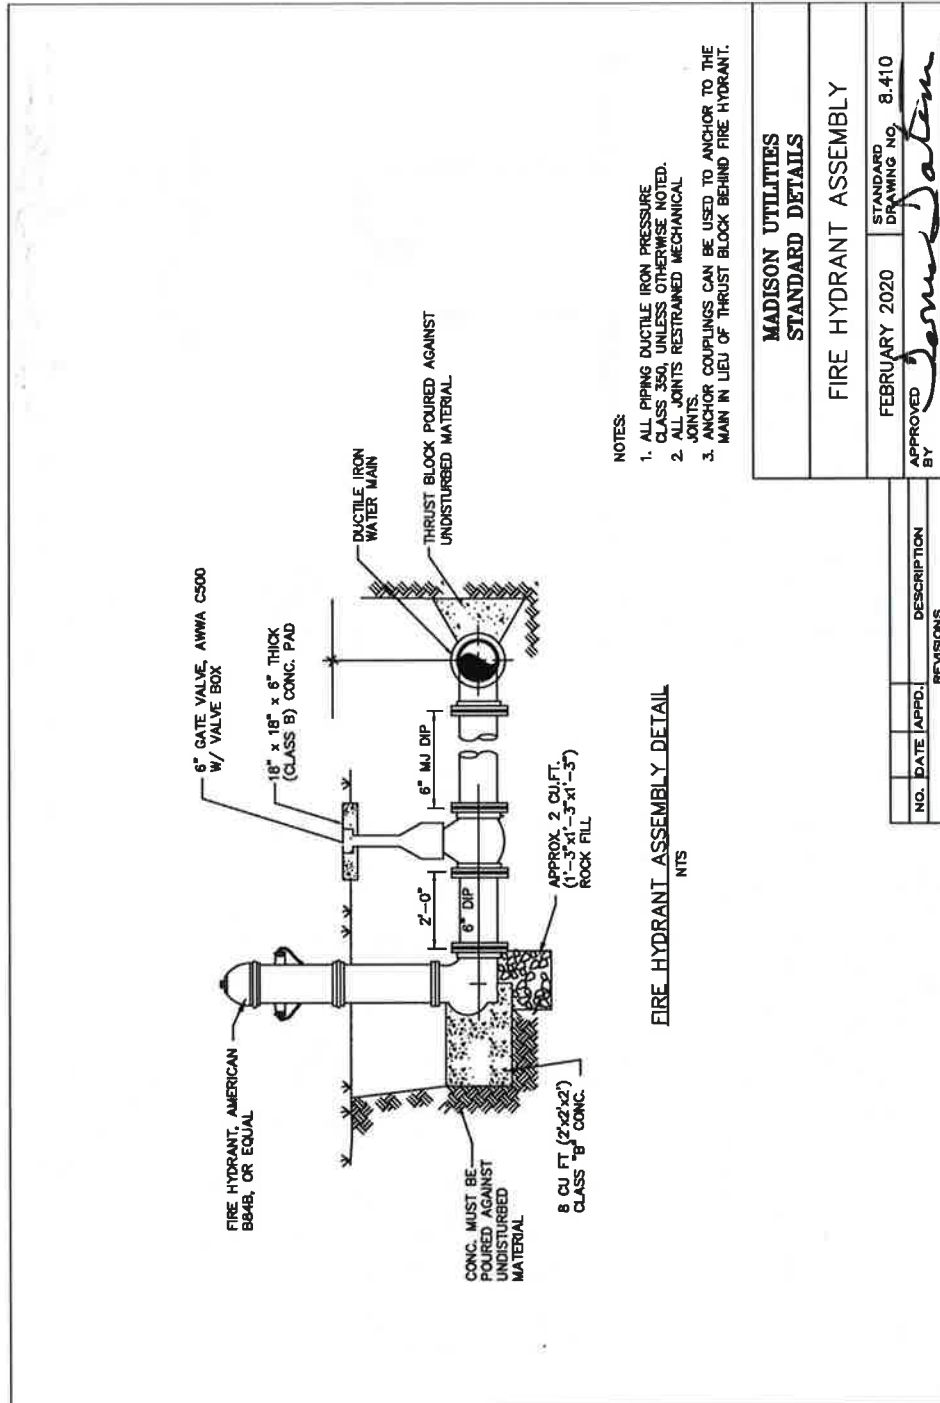 FIRE HYDRANT, AMERICAN
B84B, OR EQUAL
6" GATE VALVE, AWWA C500
W/ VALVE BOX
18" x 18" x 6" THICK
(CLASS B) CONC. PAD
DUCTILE IRON
WATER MAIN
THRUST BLOCK POURED AGAINST
UNDISTURBED MATERIAL
2'-0"
6" MJ DIP
6" DIP
CONC. MUST BE
POURED AGAINST
UNDISTURBED
MATERIAL
8 CU FT (2'x2'x2')
CLASS "B" CONC.
APPROX. 2 CU.FT.
(1'-3"x1'-3"x1'-3")
ROCK FILL
FIRE HYDRANT ASSEMBLY DETAIL
NTS
NOTES:
1. ALL PIPING DUCTILE IRON PRESSURE
CLASS 350, UNLESS OTHERWISE NOTED.
2. ALL JOINTS RESTRAINED MECHANICAL
JOINTS.
3. ANCHOR COUPLINGS CAN BE USED TO ANCHOR TO THE
MAIN IN LIEU OF THRUST BLOCK BEHIND FIRE HYDRANT.
MADISON UTILITIES
STANDARD DETAILS
FIRE HYDRANT ASSEMBLY
FEBRUARY 2020
STANDARD
DRAWING NO. 8.410
APPROVED
BY
NO. DATE APPD. DESCRIPTION
REVISIONS